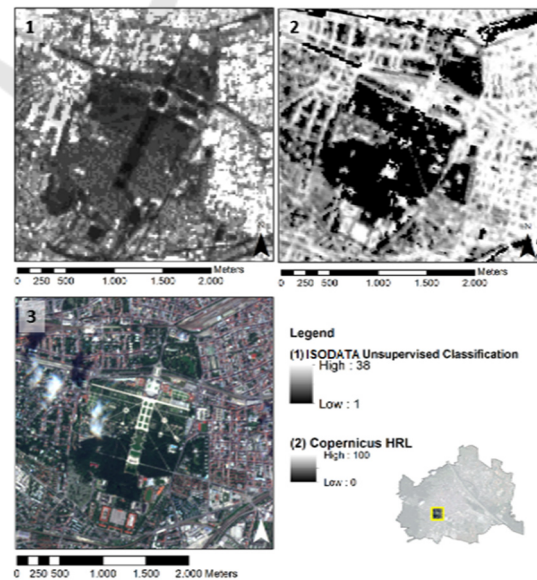 1
2
N
N
Meters
0 250 500 1.000 1.500 2.000
Meters
0 250 500 1.000 1.500 2.000
3
Legend
(1) ISODATA Unsupervised Classification
High : 38
Low : 1
(2) Copernicus HRL
High : 100
Low : 0
Meters
0 250 500 1.000 1.500 2.000